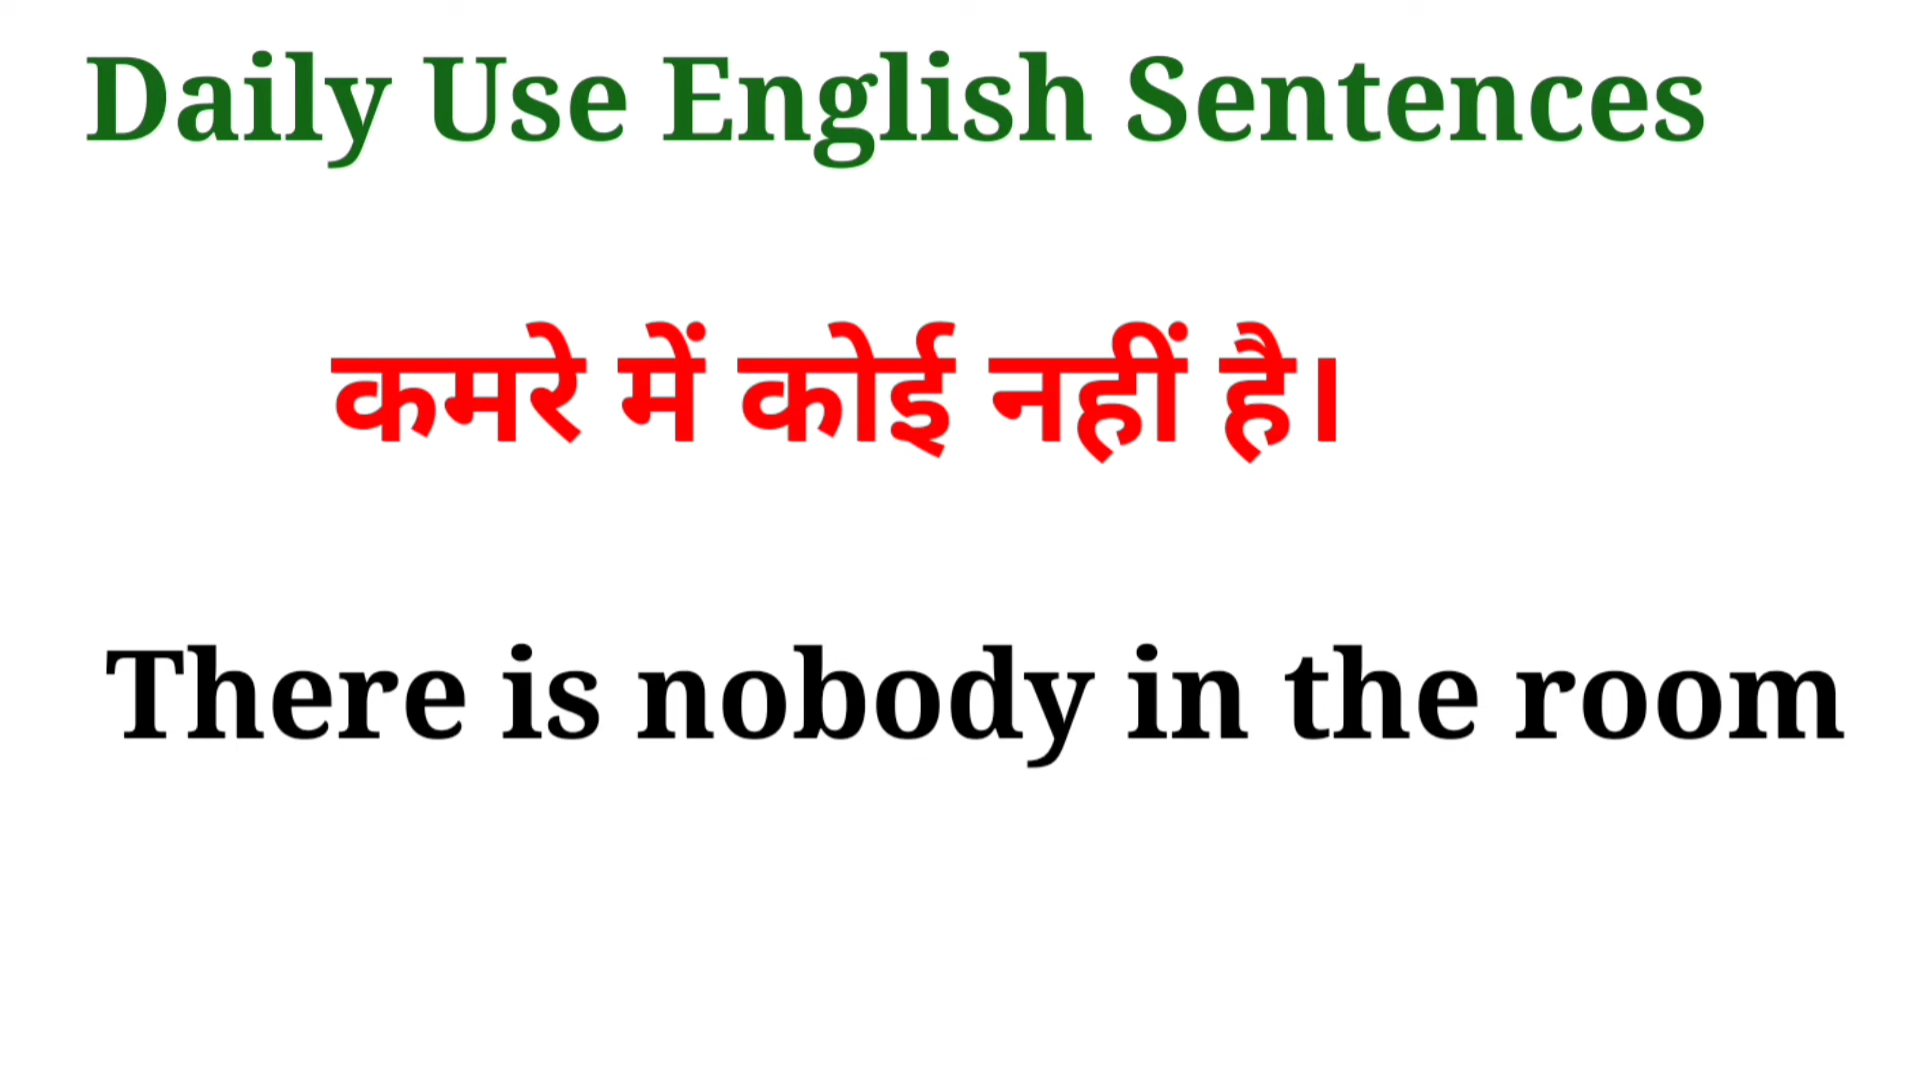 Daily Use English Sentences
कमरे में कोई नहीं है।
There is nobody in the room